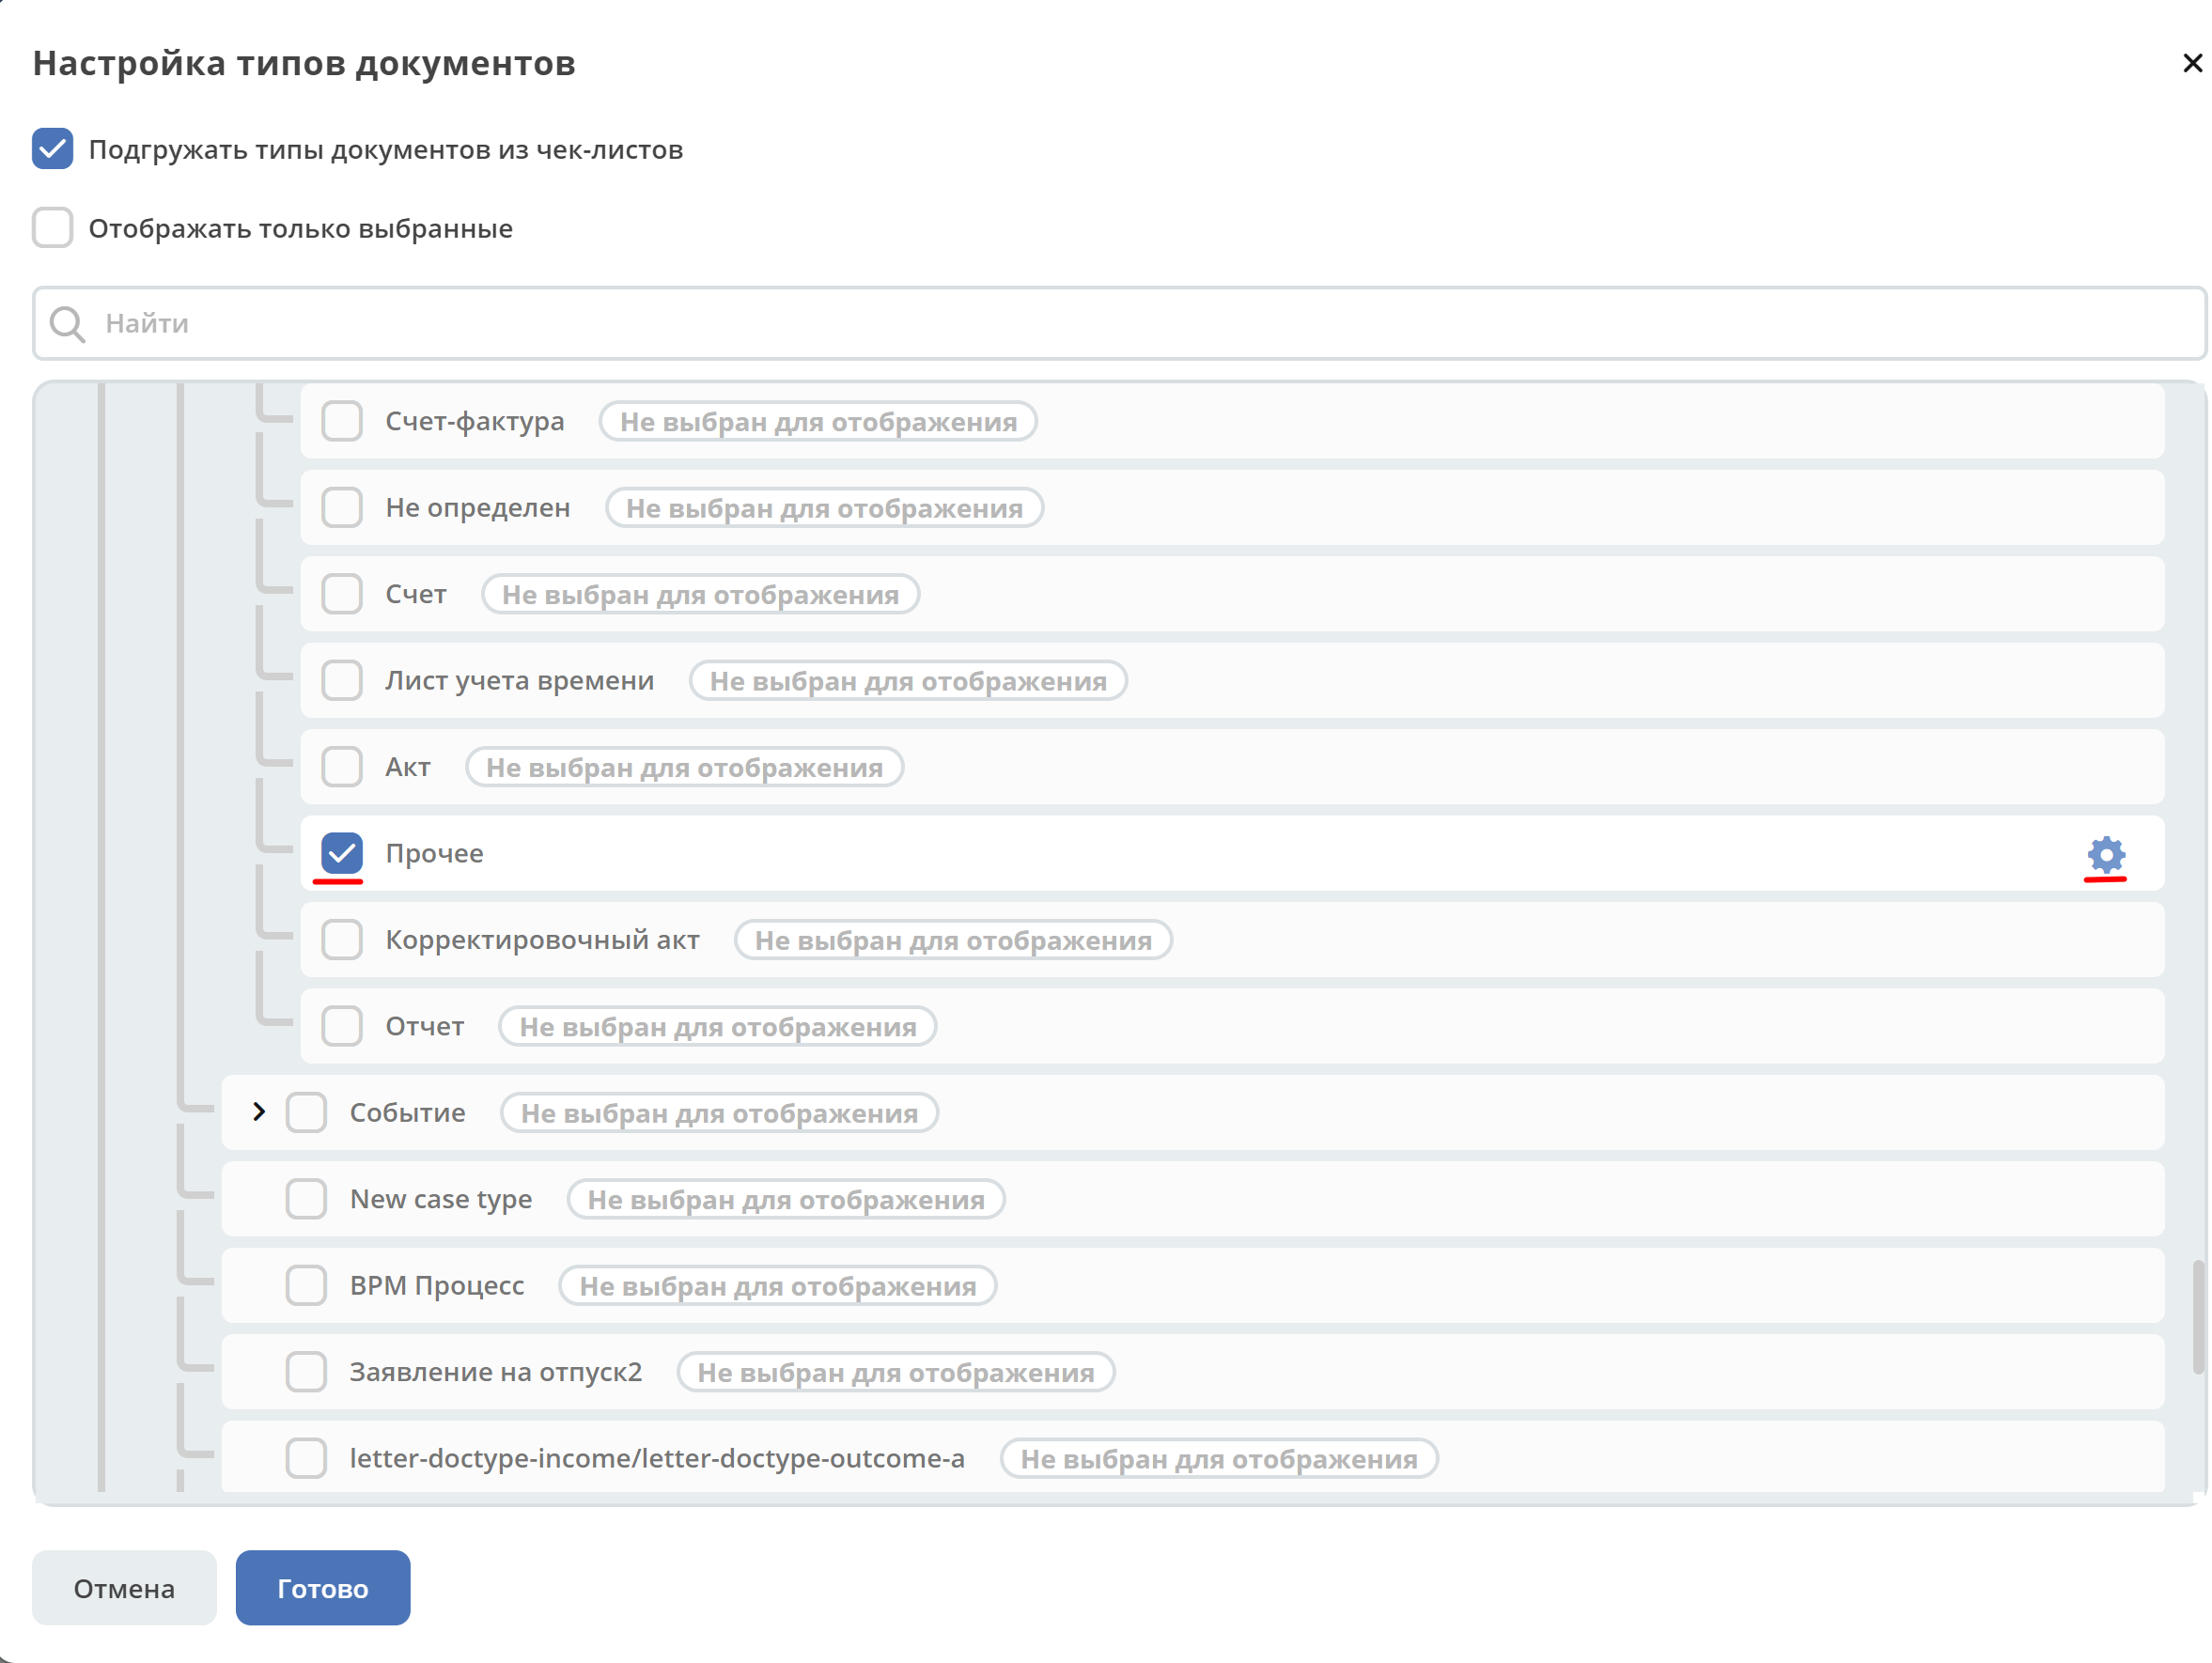 Настройка типов документов
Подгружать типы документов из чек-листов
Отображать только выбранные
Найти
Счет-фактура Не выбран для отображения
Не определен Не выбран для отображения
Счет Не выбран для отображения
Лист учета времени Не выбран для отображения
Акт Не выбран для отображения
Прочее
Корректировочный акт Не выбран для отображения
Отчет Не выбран для отображения
Событие Не выбран для отображения
New case type Не выбран для отображения
BPM Процесс Не выбран для отображения
Заявление на отпуск2 Не выбран для отображения
letter-doctype-income/letter-doctype-outcome-a Не выбран для отображения
Отмена Готово